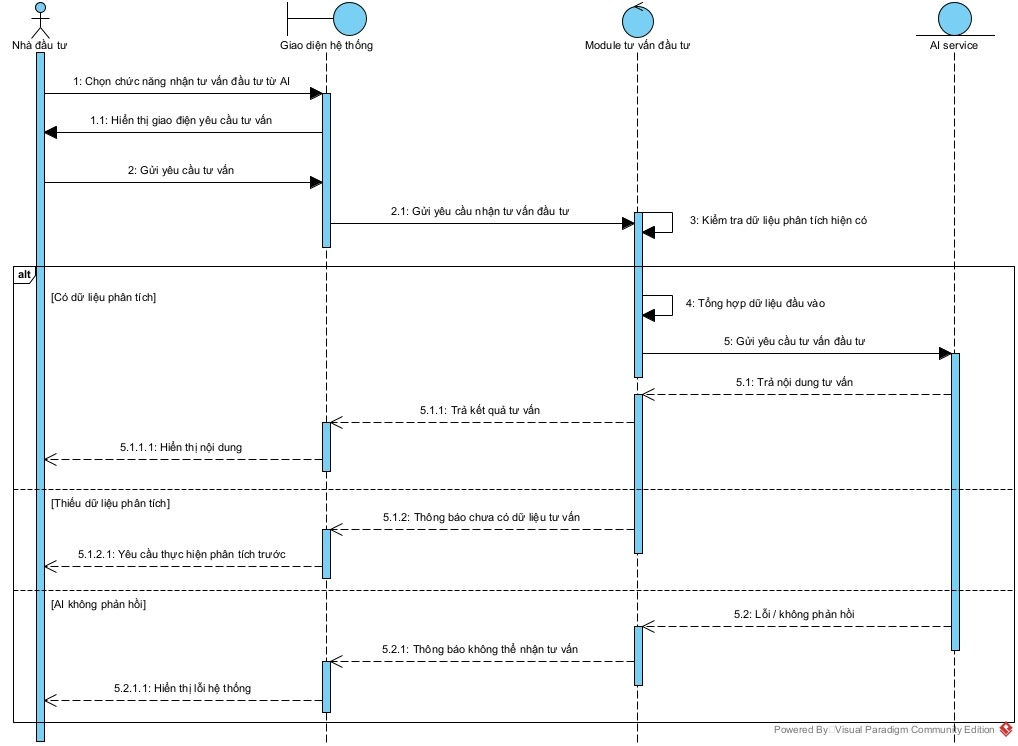 Nhà đầu tư
Giao diện hệ thống
Module tư vấn đầu tư
AI service
1: Chọn chức năng nhận tư vấn đầu tư từ AI
1.1: Hiển thị giao diện yêu cầu tư vấn
2: Gửi yêu cầu tư vấn
2.1: Gửi yêu cầu nhận tư vấn đầu tư
3: Kiểm tra dữ liệu phân tích hiện có
alt
[Có dữ liệu phân tích]
4: Tổng hợp dữ liệu đầu vào
5: Gửi yêu cầu tư vấn đầu tư
5.1: Trả nội dung tư vấn
5.1.1: Trả kết quả tư vấn
5.1.1.1: Hiển thị nội dung
[Thiếu dữ liệu phân tích]
5.1.2: Thông báo chưa có dữ liệu tư vấn
5.1.2.1: Yêu cầu thực hiện phân tích trước
[AI không phản hồi]
5.2: Lỗi / không phản hồi
5.2.1: Thông báo không thể nhận tư vấn
5.2.1.1: Hiển thị lỗi hệ thống
Powered By Visual Paradigm Community Edition